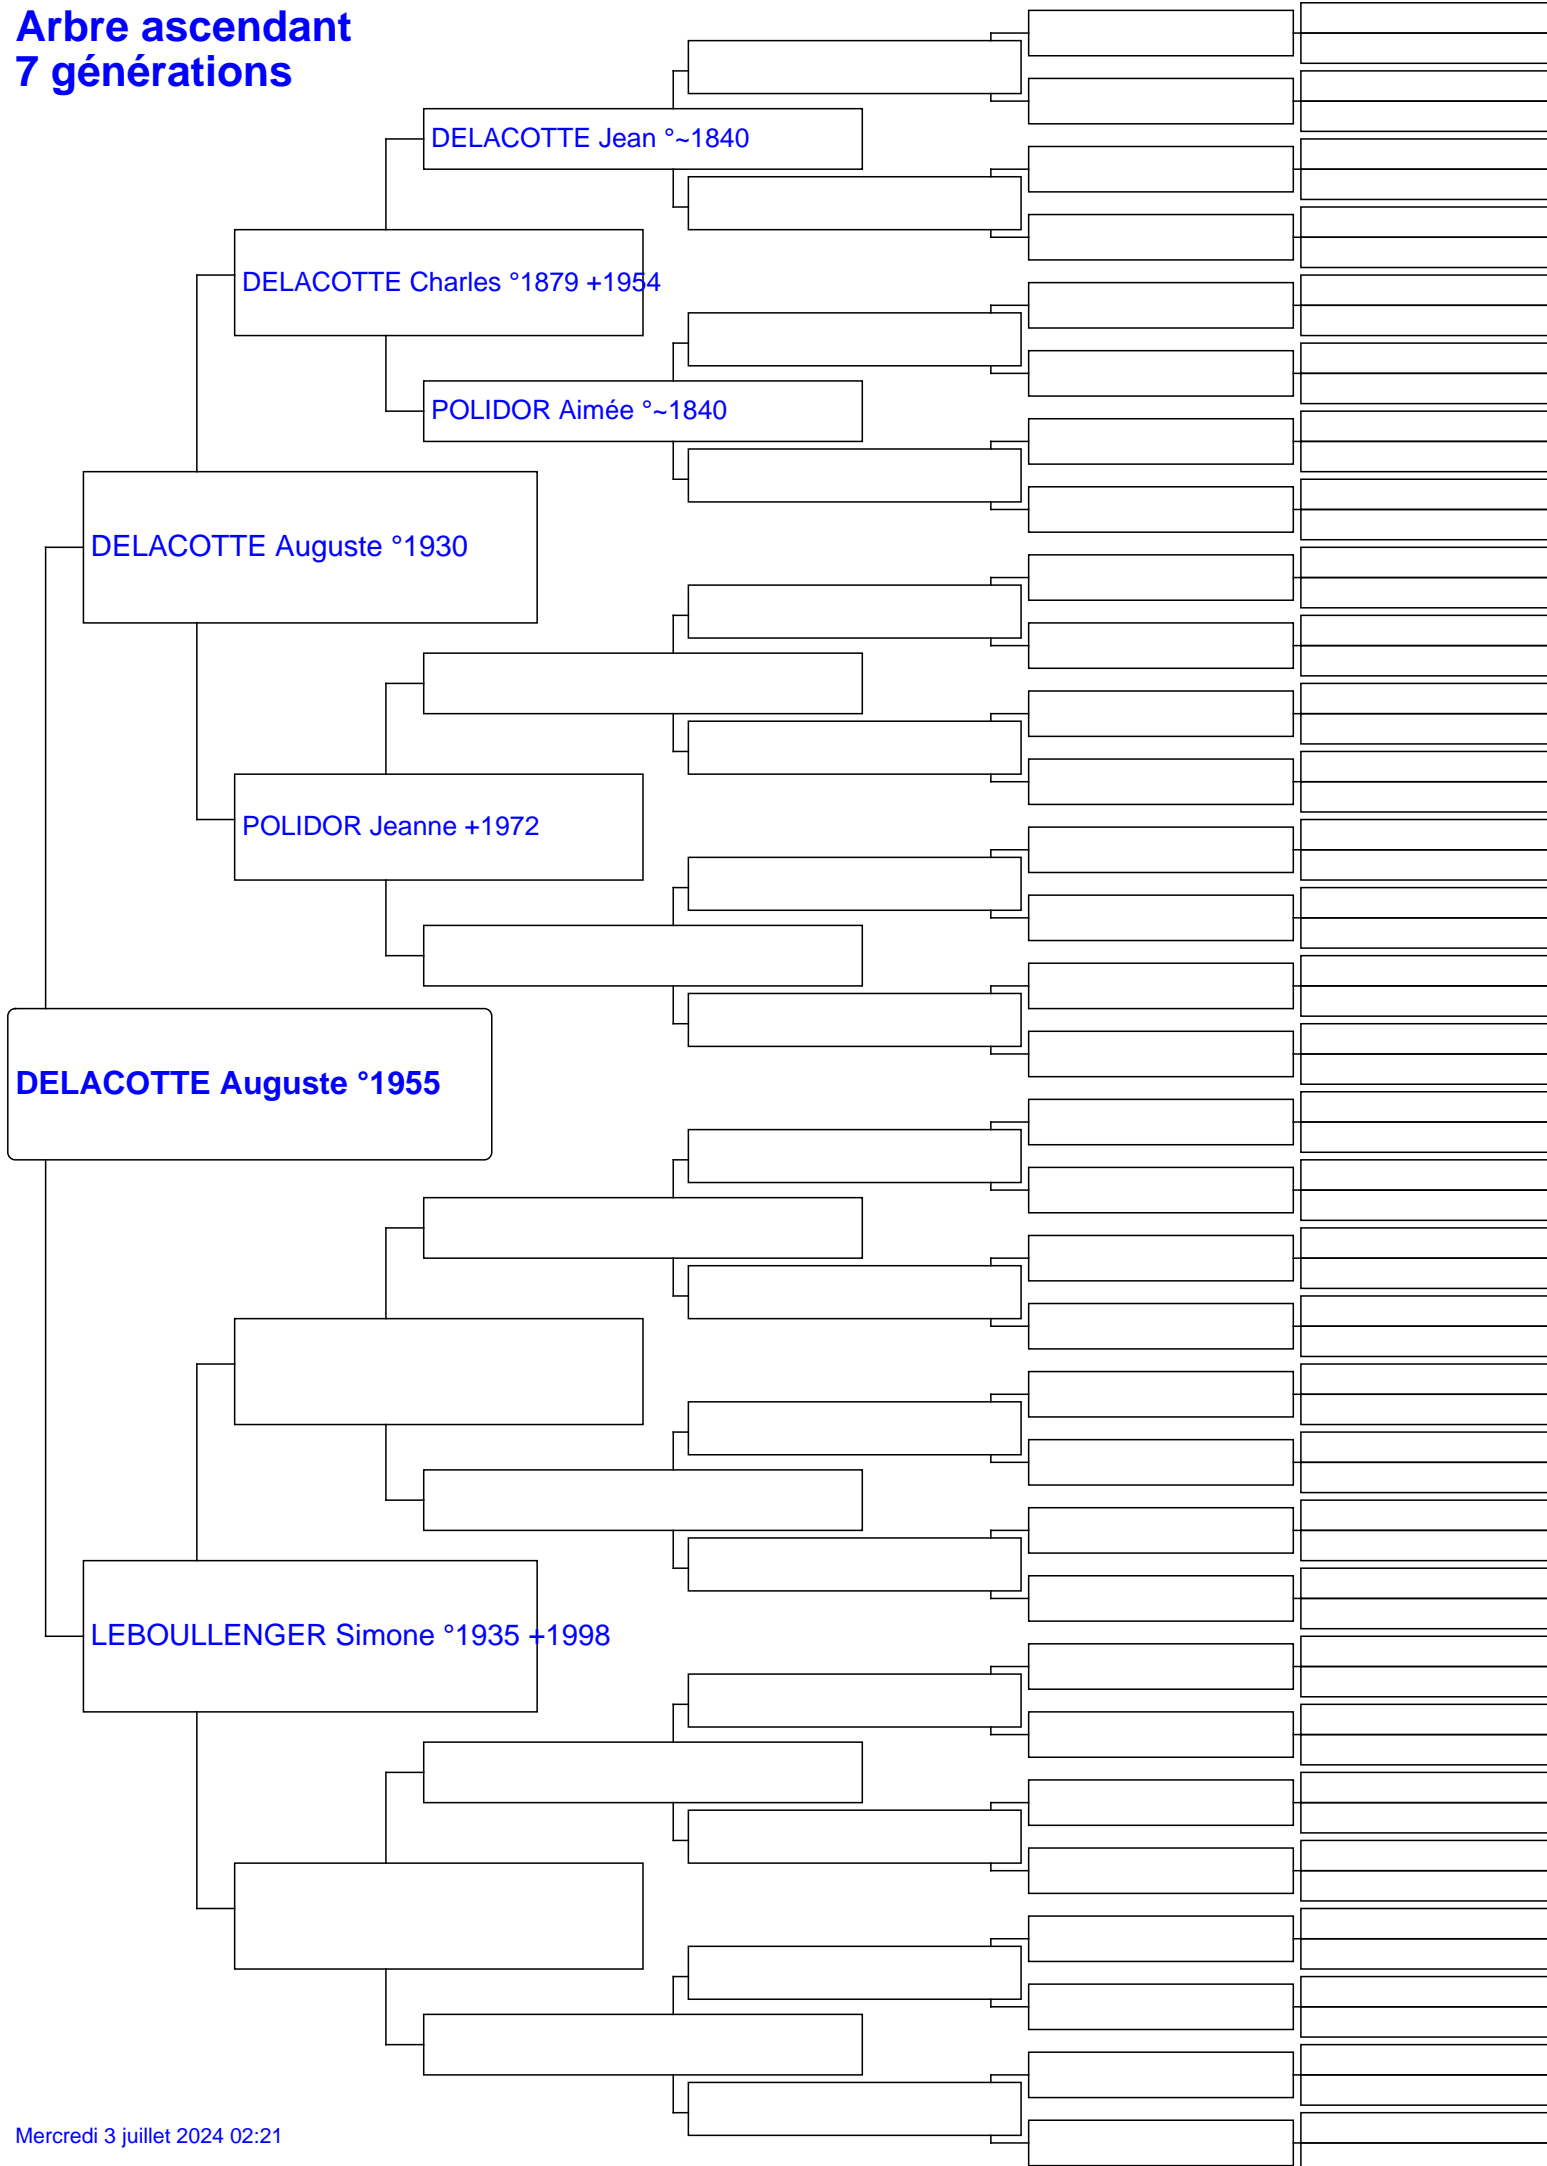 Arbre ascendant
7 générations
DELACOTTE Jean °~1840
DELACOTTE Charles °1879 +1954
POLIDOR Aimée °~1840
DELACOTTE Auguste °1930
POLIDOR Jeanne +1972
DELACOTTE Auguste °1955
LEBOULLENGER Simone °1935 +1998
Mercredi 3 juillet 2024 02:21